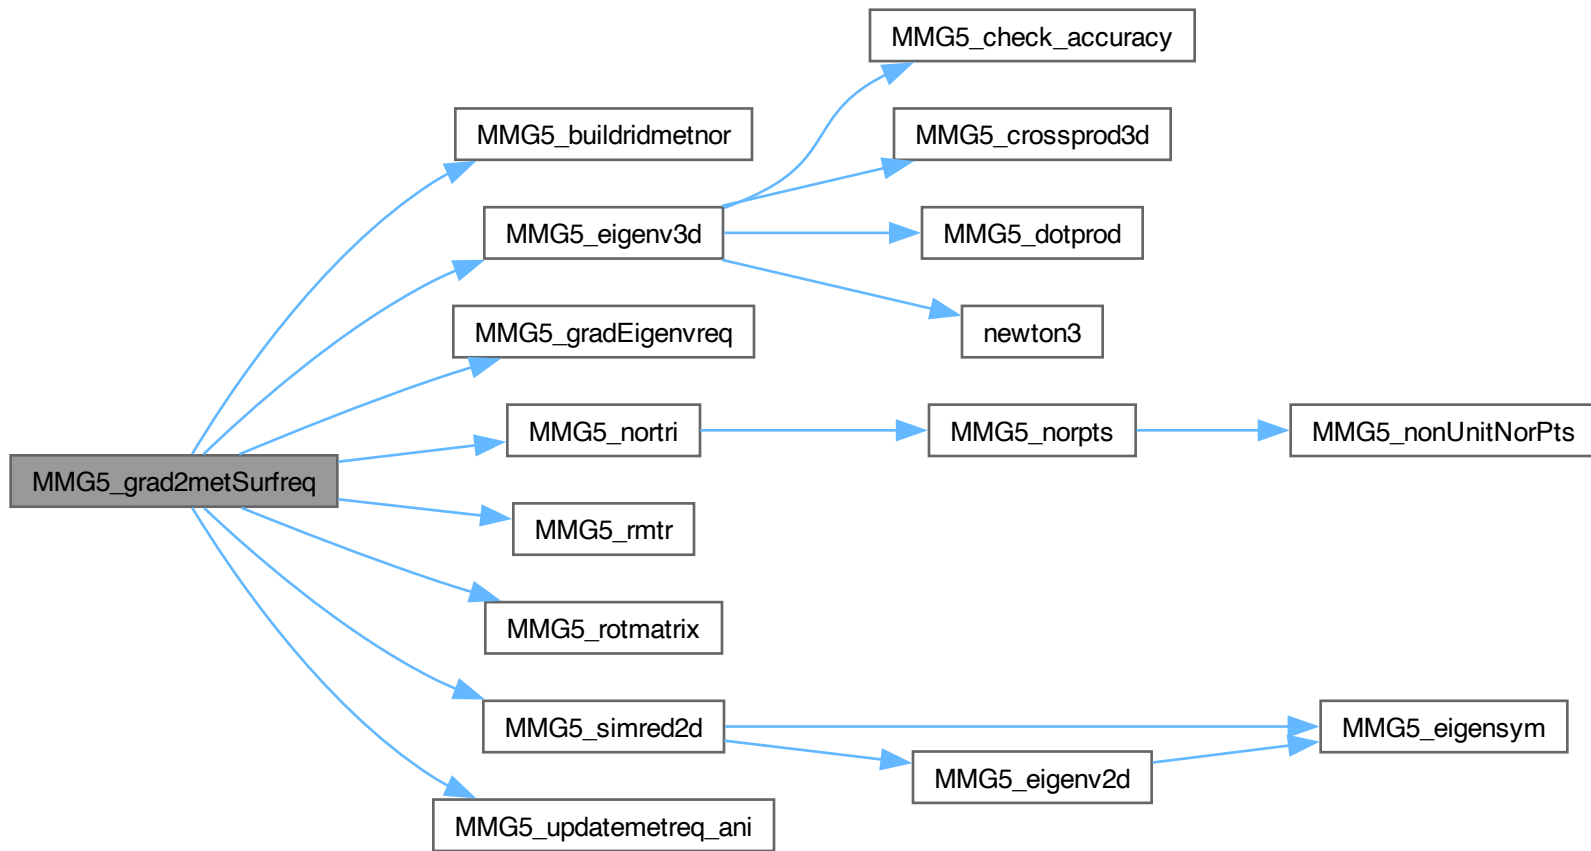 MMG5_check_accuracy
MMG5_buildridmetnor
MMG5_crossprod3d
MMG5_eigenv3d
MMG5_dotprod
MMG5_gradEigenvreq
newton3
MMG5_nortri
MMG5_norpts
MMG5_nonUnitNorPts
MMG5_grad2metSurfreq
MMG5_rmtr
MMG5_rotmatrix
MMG5_simred2d
MMG5_eigensym
MMG5_eigenv2d
MMG5_updatemetreq_ani